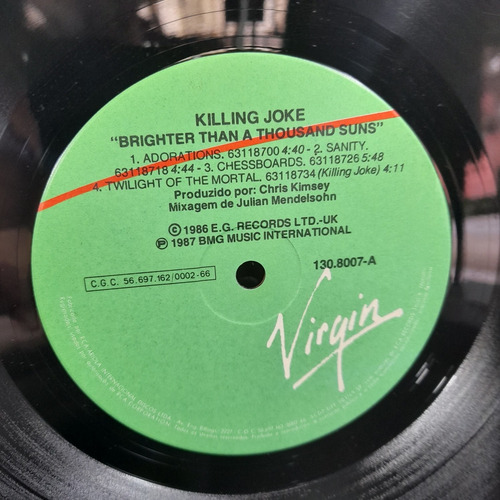 KILLING JOKE
"BRIGHTER THAN A THOUSAND SUNS"
1. ADORATIONS. 63118700 4:40 - 2. SANITY.
63118718 4:44 - 3. CHESSBOARDS. 63118726 5:48
4. TWILIGHT OF THE MORTAL. 63118734 (Killing Joke) 4:11
Produzido por: Chris Kimsey
Mixagem de Julian Mendelsohn
© 1986 E.G. RECORDS LTD.-UK
℗ 1987 BMG MUSIC INTERNATIONAL
130.8007-A
C.G.C. 56.697.162/0002-66
Virgin